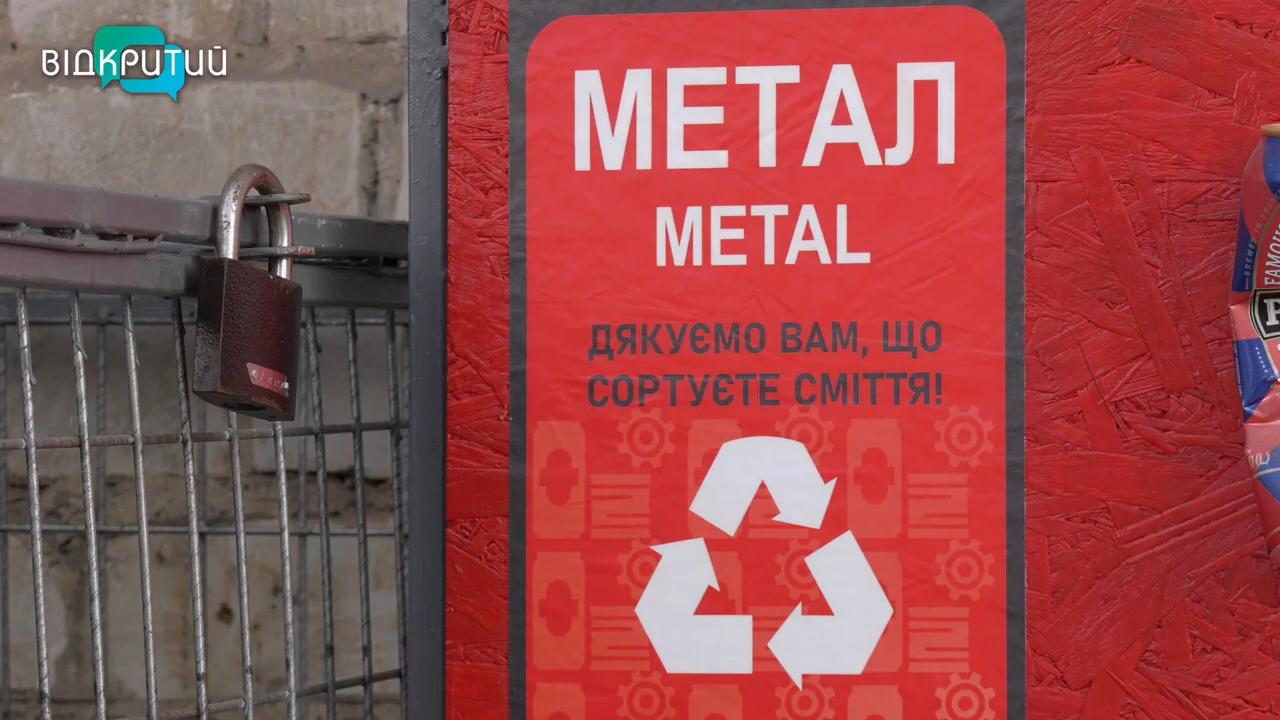 ВІДКРИТИЙ
МЕТАЛ
METAL
ДЯКУЄМО ВАМ, ЩО
СОРТУЄТЕ СМІТТЯ!